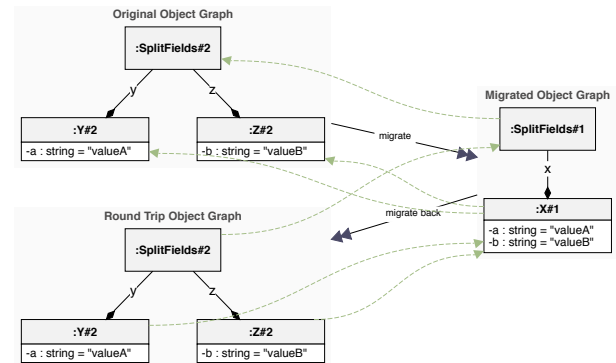 Original Object Graph
:SplitFields#2
y
z
:Y#2
-a : string = "valueA"
:Z#2
-b : string = "valueB"
migrate
Migrated Object Graph
:SplitFields#1
x
:X#1
-a : string = "valueA"
-b : string = "valueB"
migrate back
Round Trip Object Graph
:SplitFields#2
y
z
:Y#2
-a : string = "valueA"
:Z#2
-b : string = "valueB"